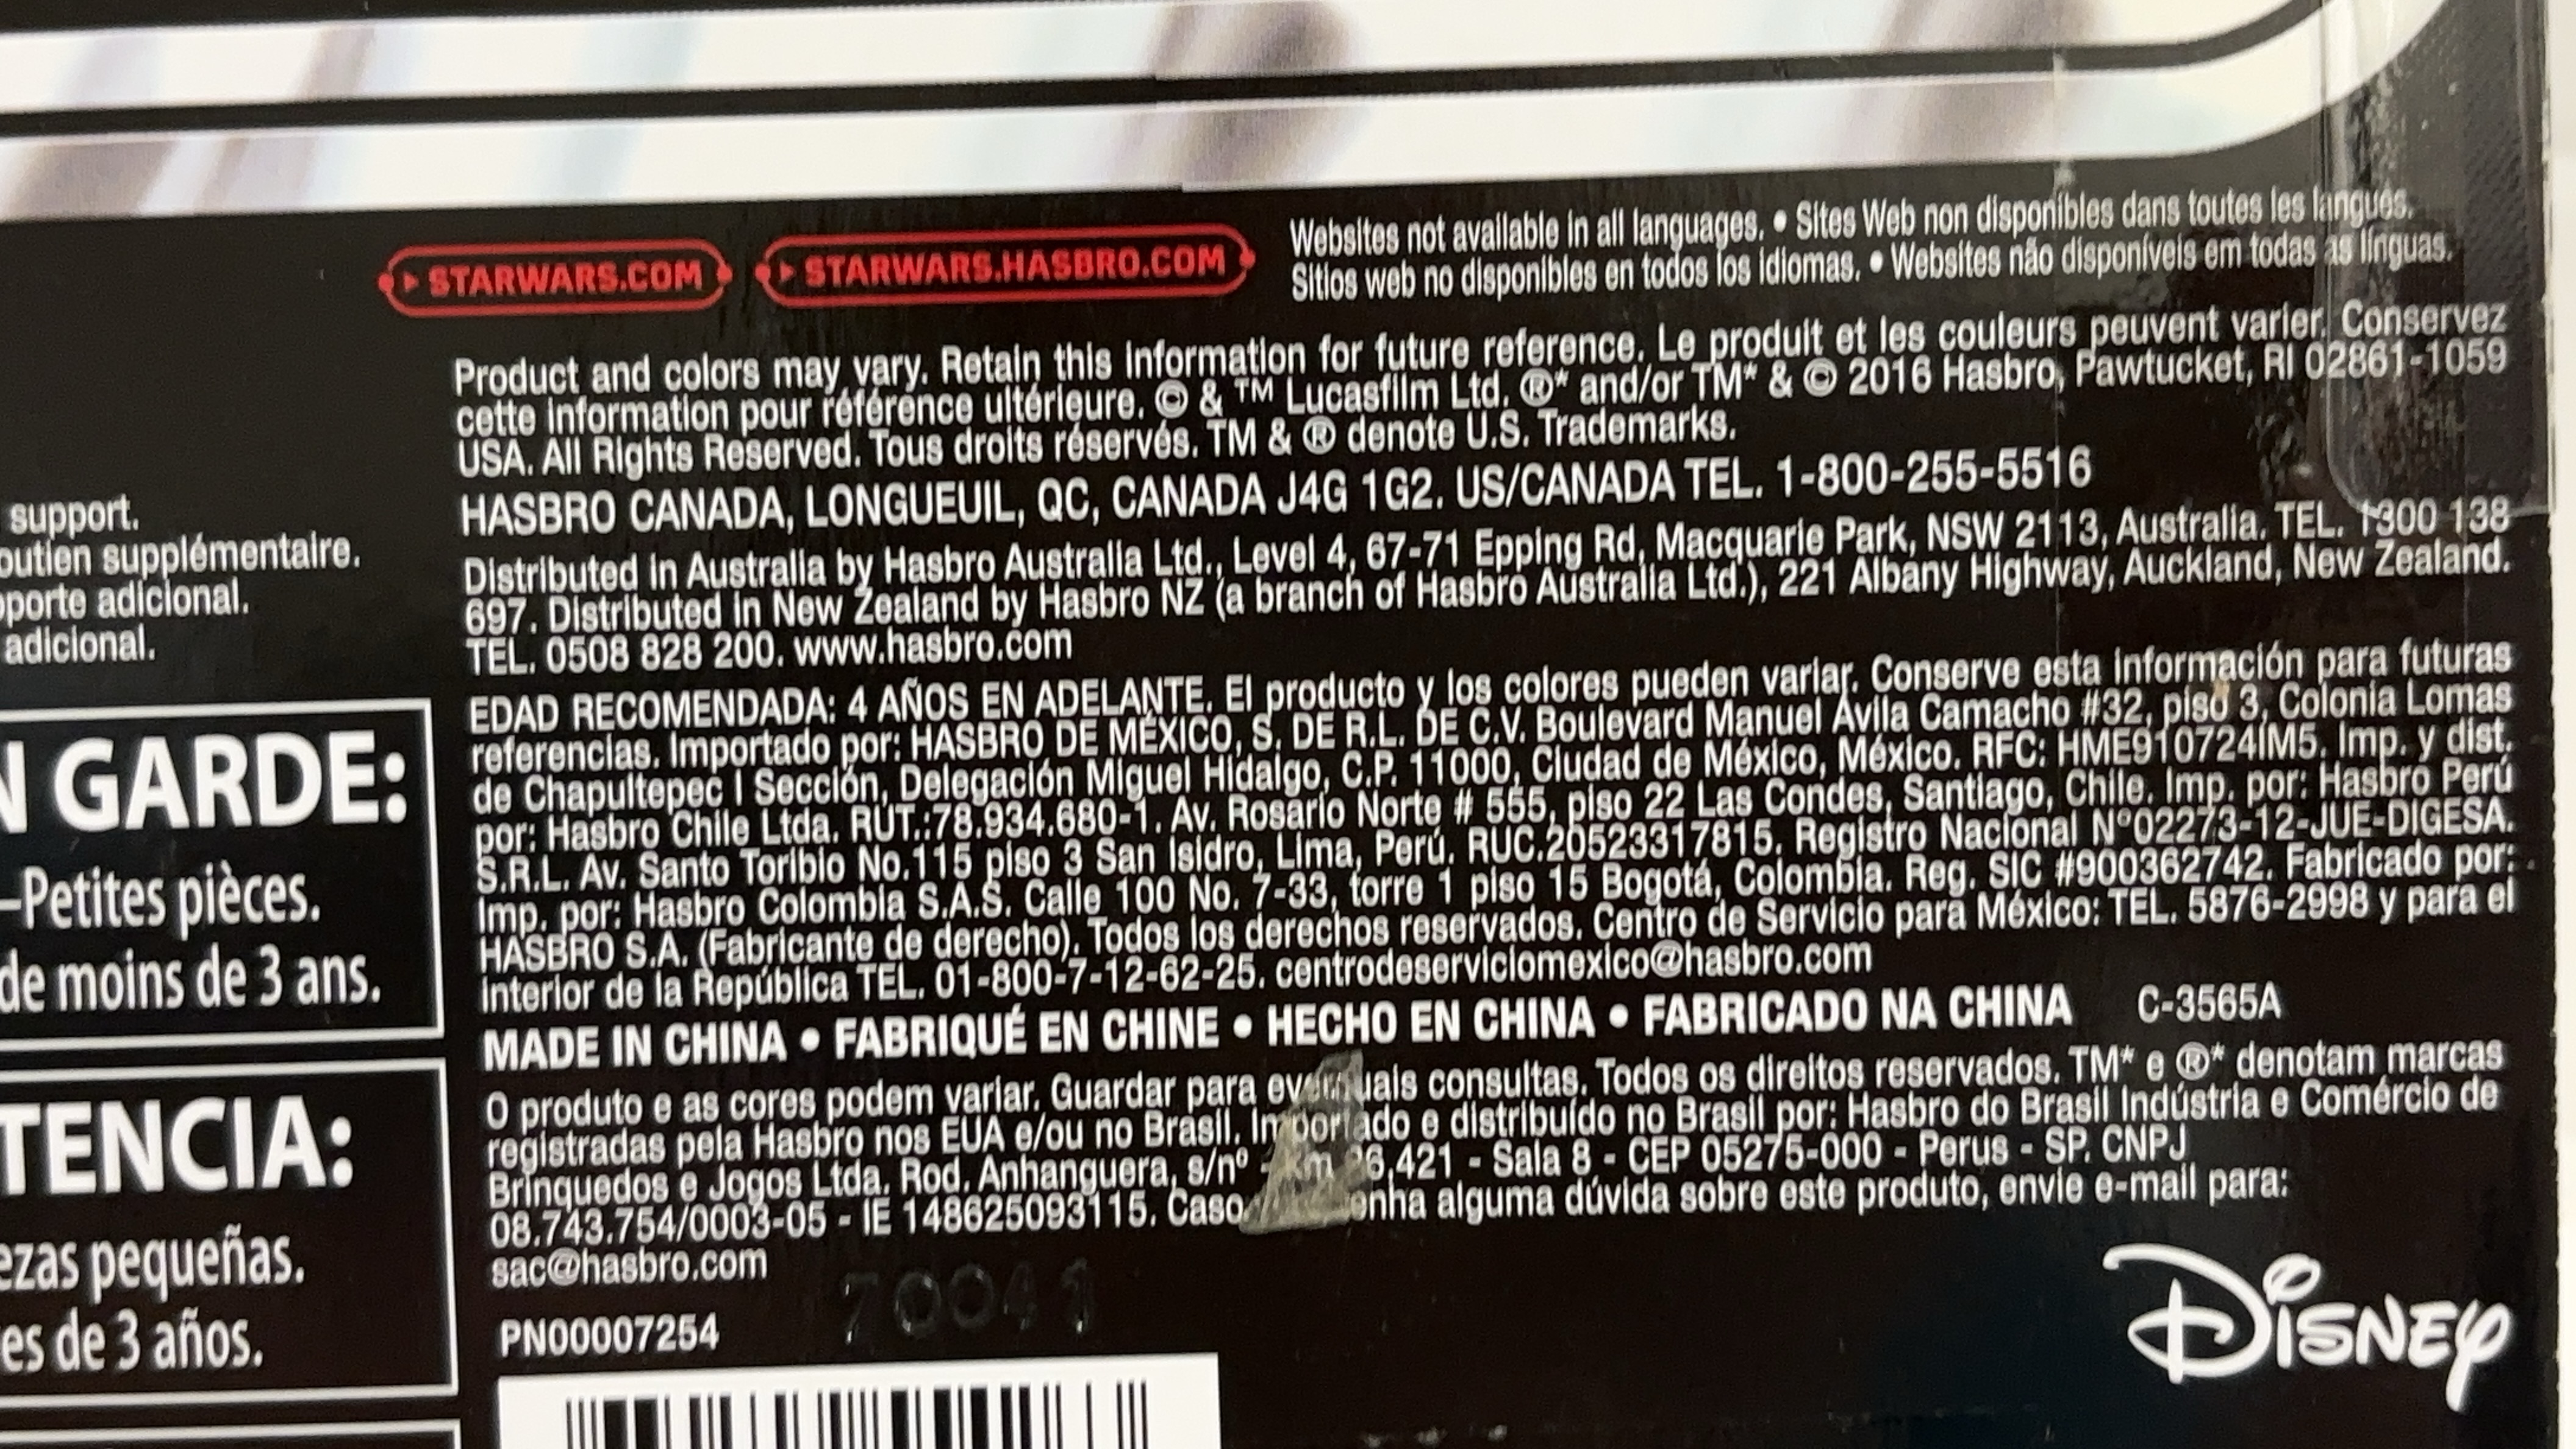 STARWARS.COM
STARWARS.HASBRO.COM
Websites not available in all languages. • Sites Web non disponibles dans toutes les langues.
Sitios web no disponibles en todos los idiomas. • Websites não disponíveis em todas as línguas.
Product and colors may vary. Retain this information for future reference. Le produit et les couleurs peuvent varier. Conservez
cette information pour référence ultérieure. © & ™ Lucasfilm Ltd. ®* and/or TM* & © 2016 Hasbro, Pawtucket, RI 02861-1059
USA. All Rights Reserved. Tous droits réservés. TM & ® denote U.S. Trademarks.
HASBRO CANADA, LONGUEUIL, QC, CANADA J4G 1G2. US/CANADA TEL. 1-800-255-5516
Distributed in Australia by Hasbro Australia Ltd., Level 4, 67-71 Epping Rd, Macquarie Park, NSW 2113, Australia. TEL. 1300 138
697. Distributed in New Zealand by Hasbro NZ (a branch of Hasbro Australia Ltd.), 221 Albany Highway, Auckland, New Zealand.
TEL. 0508 828 200. www.hasbro.com
EDAD RECOMENDADA: 4 AÑOS EN ADELANTE. El producto y los colores pueden variar. Conserve esta información para futuras
referencias. Importado por: HASBRO DE MÉXICO, S. DE R.L. DE C.V. Boulevard Manuel Ávila Camacho #32, piso 3, Colonia Lomas
de Chapultepec I Sección, Delegación Miguel Hidalgo, C.P. 11000, Ciudad de México, México. RFC: HME910724IM5. Imp. y dist.
por: Hasbro Chile Ltda. RUT.:78.934.680-1. Av. Rosario Norte # 555, piso 22 Las Condes, Santiago, Chile. Imp. por: Hasbro Perú
S.R.L. Av. Santo Toribio No.115 piso 3 San Isidro, Lima, Perú. RUC.20523317815. Registro Nacional N°02273-12-JUE-DIGESA.
Imp. por: Hasbro Colombia S.A.S. Calle 100 No. 7-33, torre 1 piso 15 Bogotá, Colombia. Reg. SIC #900362742. Fabricado por:
HASBRO S.A. (Fabricante de derecho). Todos los derechos reservados. Centro de Servicio para México: TEL. 5876-2998 y para el
interior de la República TEL. 01-800-7-12-62-25. centrodeserviciomexico@hasbro.com
MADE IN CHINA • FABRIQUÉ EN CHINE • HECHO EN CHINA • FABRICADO NA CHINA C-3565A
O produto e as cores podem variar. Guardar para eventuais consultas. Todos os direitos reservados. TM* e ®* denotam marcas
registradas pela Hasbro nos EUA e/ou no Brasil. Importado e distribuído no Brasil por: Hasbro do Brasil Indústria e Comércio de
Brinquedos e Jogos Ltda. Rod. Anhanguera, s/nº - km 26,421 - Sala 8 - CEP 05275-000 - Perus - SP. CNPJ
08.743.754/0003-05 - IE 148625093115. Caso enha alguma dúvida sobre este produto, envie e-mail para:
sac@hasbro.com
70041
PN00007254
DISNEY
support.
outien supplémentaire.
porte adicional.
adicional.
N GARDE:
–Petites pièces.
de moins de 3 ans.
TENCIA:
ezas pequeñas.
es de 3 años.